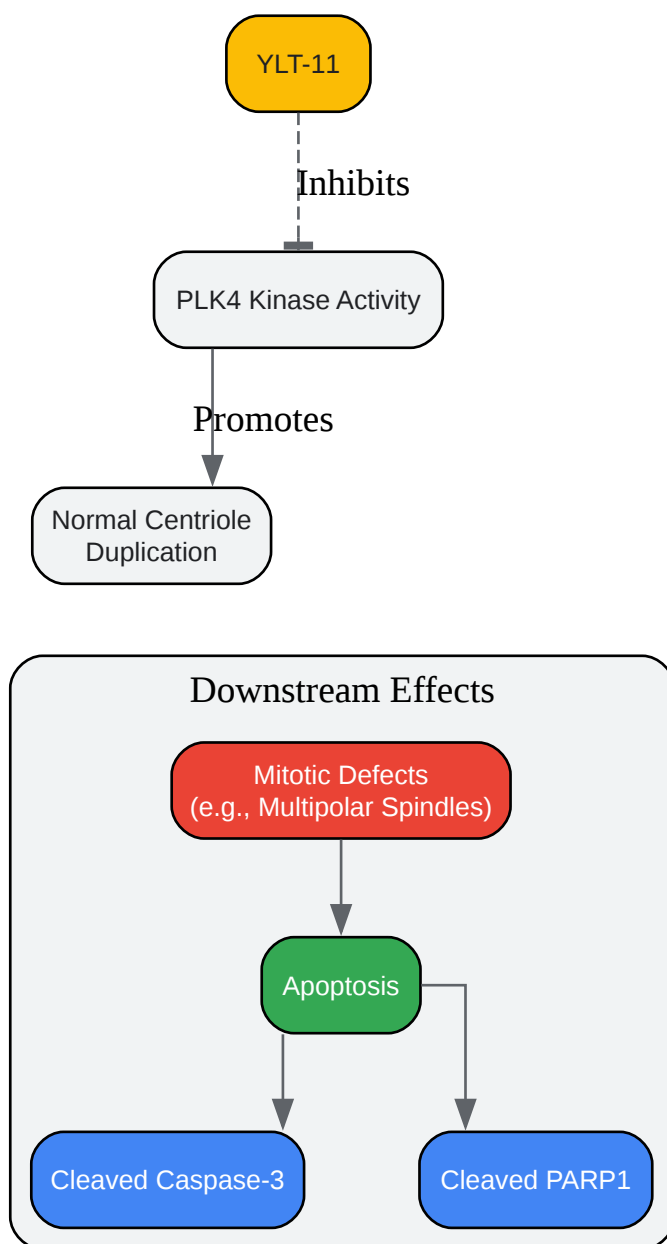 YLT-11
Inhibits
PLK4 Kinase Activity
Promotes
Normal Centriole
Duplication
Downstream Effects
Mitotic Defects
(e.g., Multipolar Spindles)
Apoptosis
Cleaved Caspase-3
Cleaved PARP1